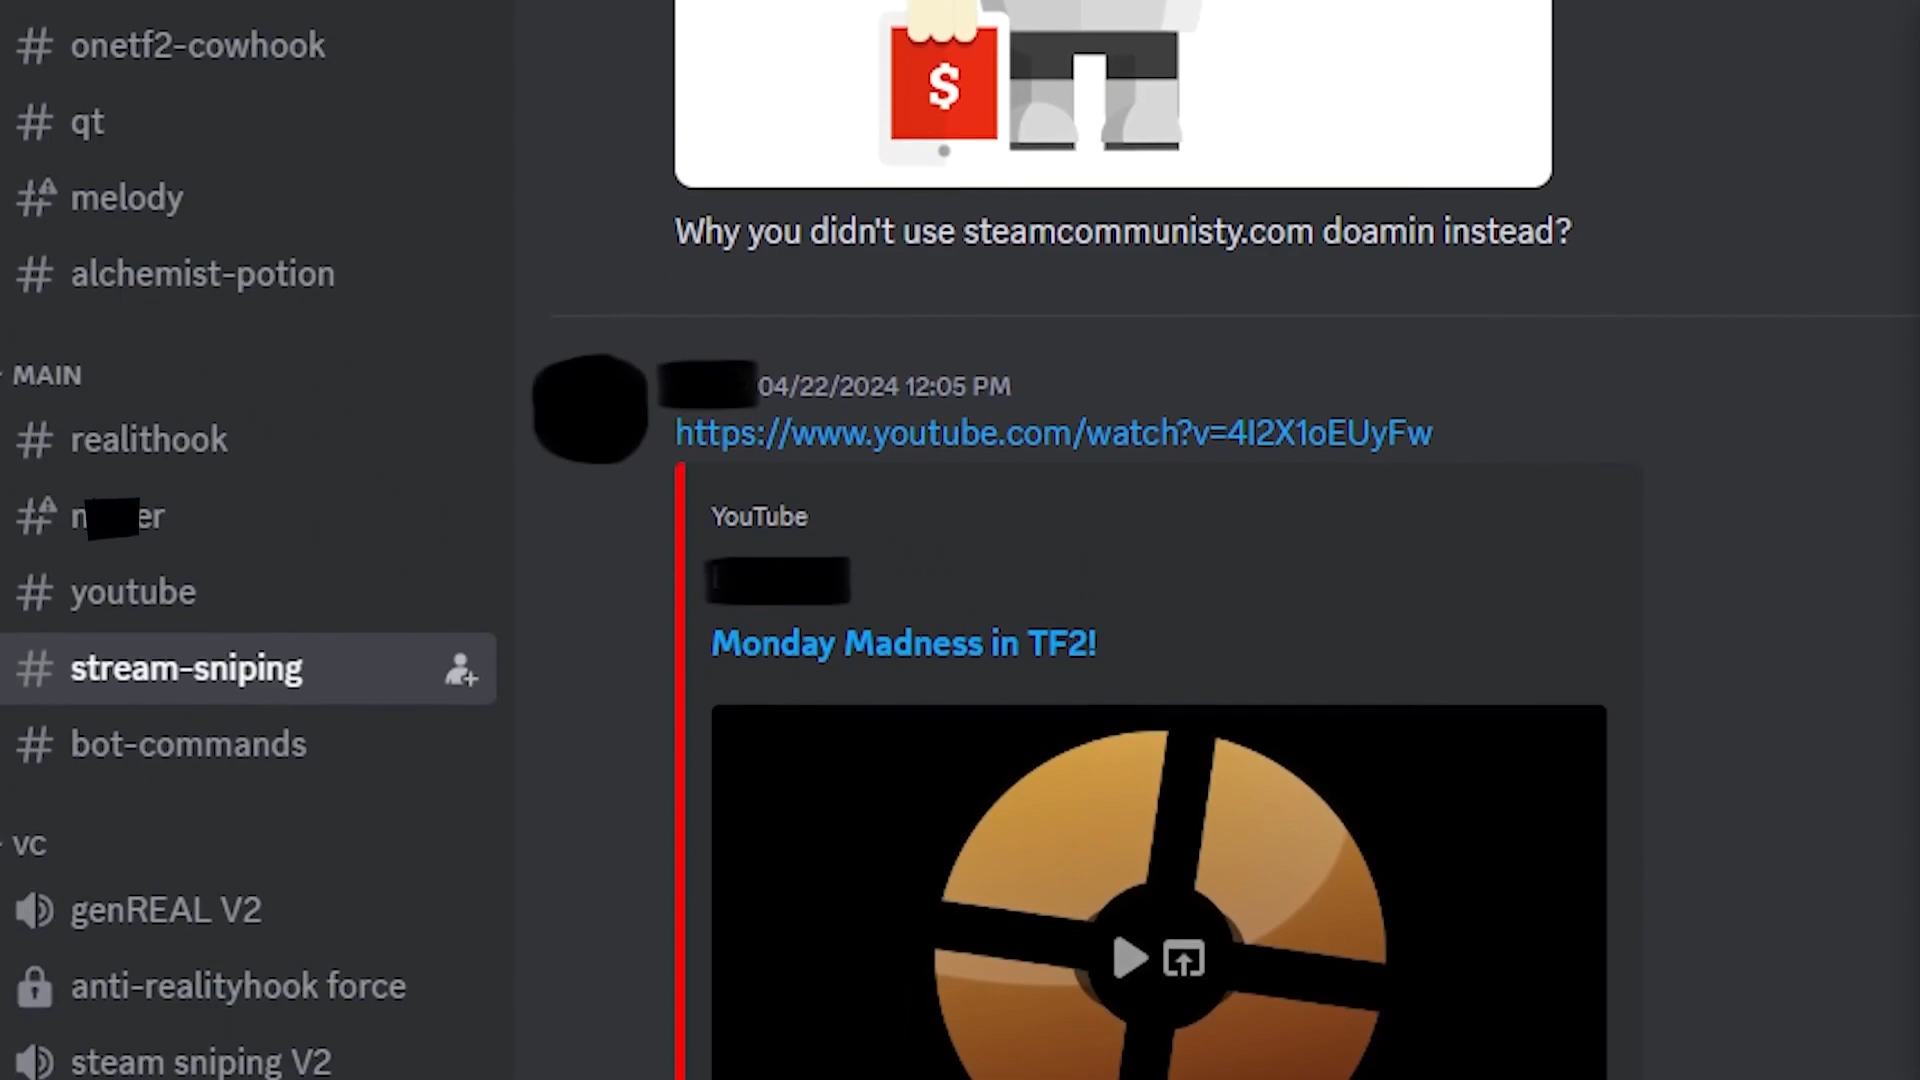 onetf2-cowhook
qt
melody
alchemist-potion
MAIN
realithook
youtube
stream-sniping
bot-commands
VC
genREAL V2
anti-realityhook force
steam sniping V2
$
Why you didn't use steamcommunisty.com doamin instead?
04/22/2024 12:05 PM
https://www.youtube.com/watch?v=4I2X1oEUyFw
YouTube
Monday Madness in TF2!